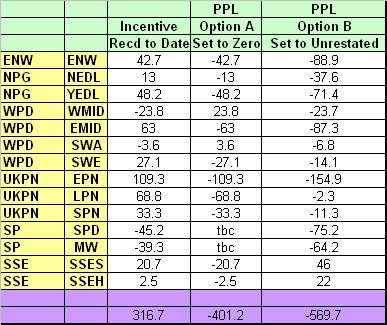 PPL PPL
Incentive Option A Option B
Recd to Date Set to Zero Set to Unrestated
ENW ENW 42.7 -42.7 -88.9
NPG NEDL 13 -13 -37.6
NPG YEDL 48.2 -48.2 -71.4
WPD WMID -23.8 23.8 -23.7
WPD EMID 63 -63 -87.3
WPD SWA -3.6 3.6 -6.8
WPD SWE 27.1 -27.1 -14.1
UKPN EPN 109.3 -109.3 -154.9
UKPN LPN 68.8 -68.8 -2.3
UKPN SPN 33.3 -33.3 -11.3
SP SPD -45.2 tbc -75.2
SP MW -39.3 tbc -64.2
SSE SSES 20.7 -20.7 46
SSE SSEH 2.5 -2.5 22
316.7 -401.2 -569.7